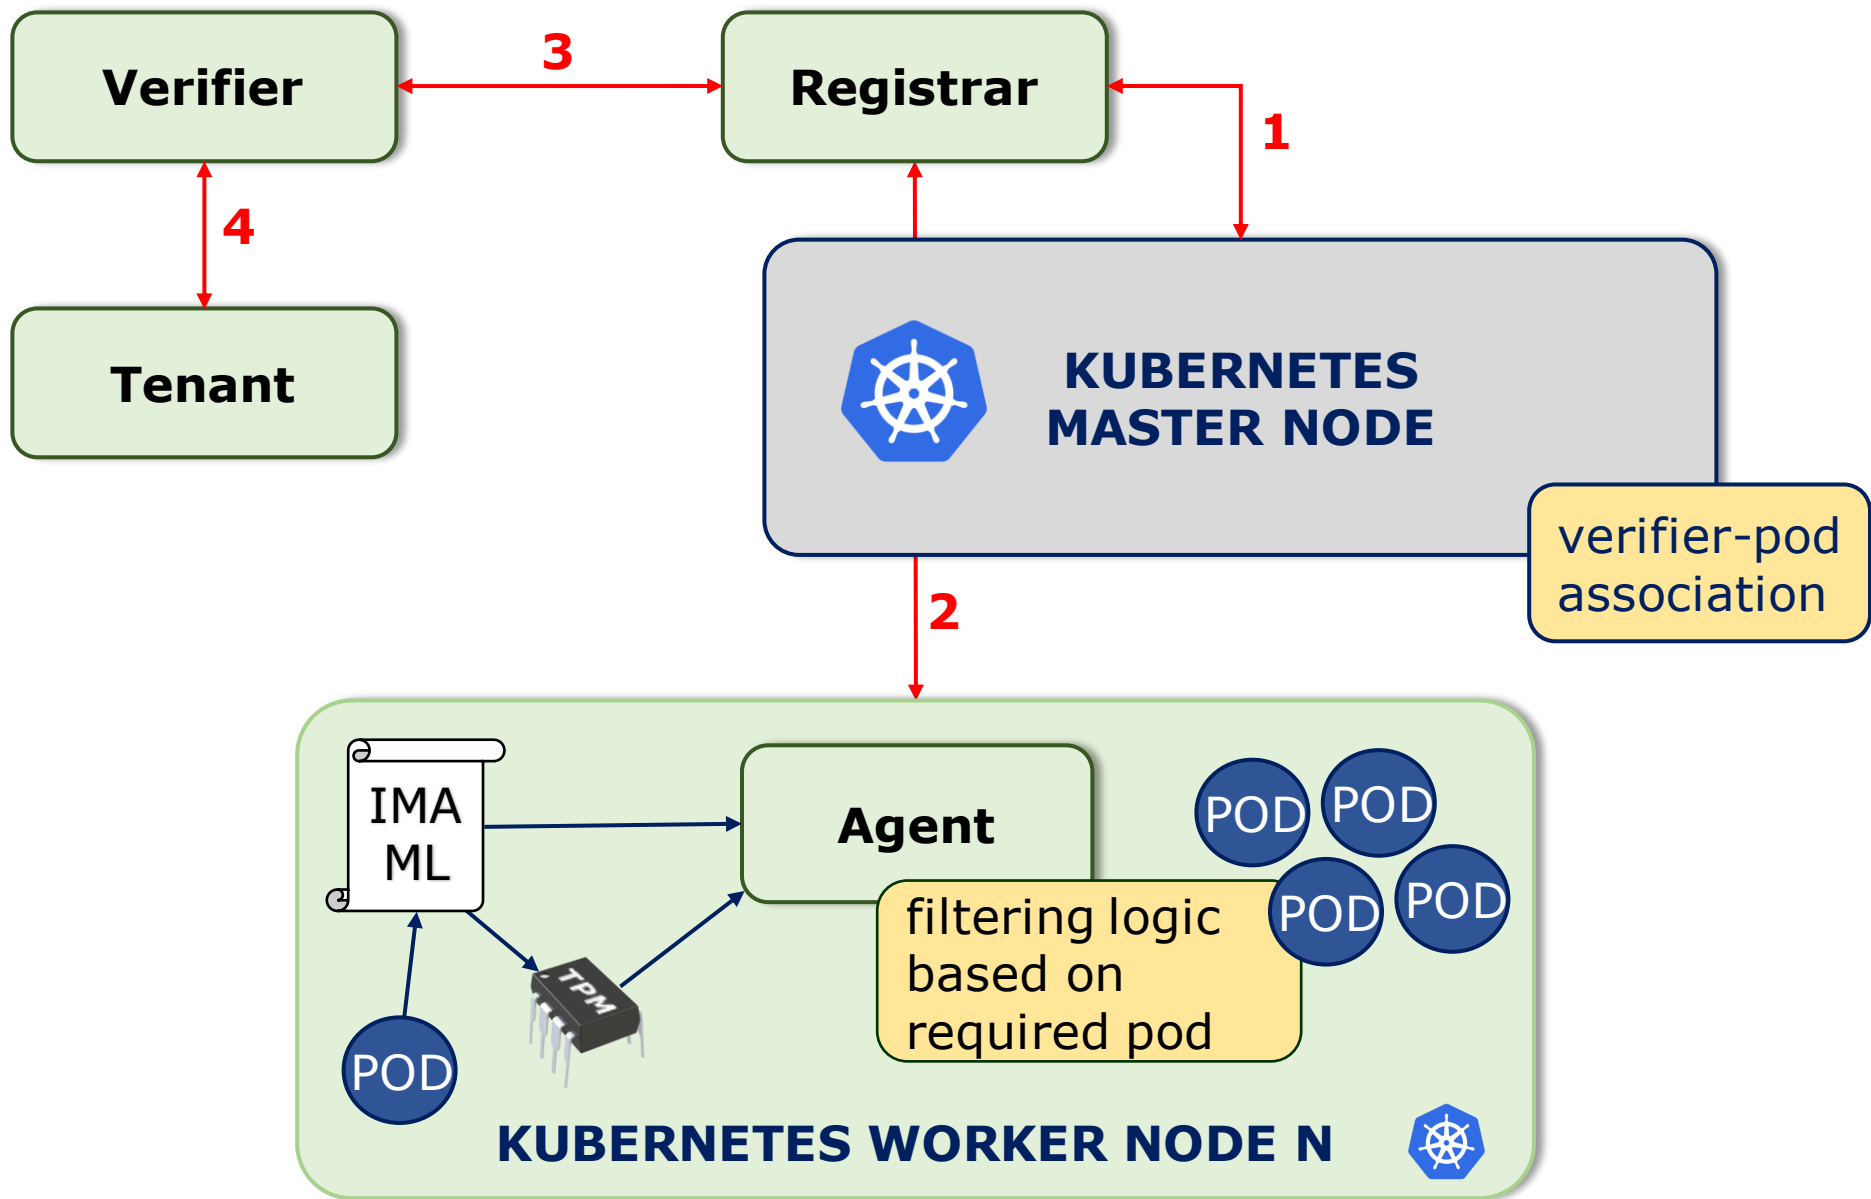 Verifier
3
Registrar
1
4
Tenant
KUBERNETES
MASTER NODE
verifier-pod
association
2
IMA
ML
Agent
POD
POD
POD
POD
filtering logic
based on
required pod
TPM
POD
KUBERNETES WORKER NODE N